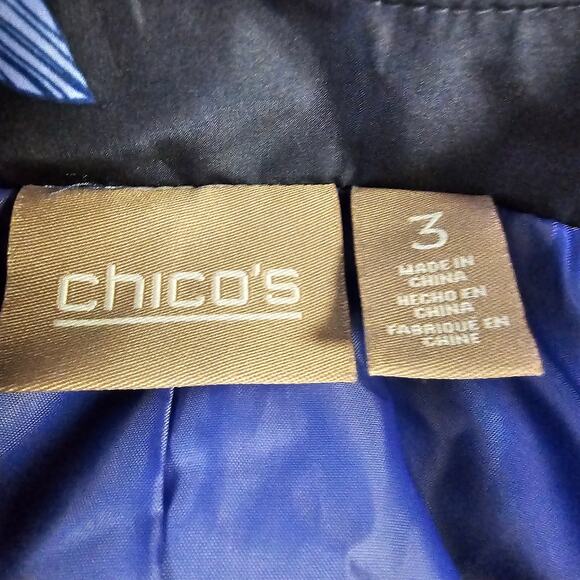 chico's
3
MADE IN
CHINA
HECHO EN
CHINA
FABRIQUE EN
CHINE